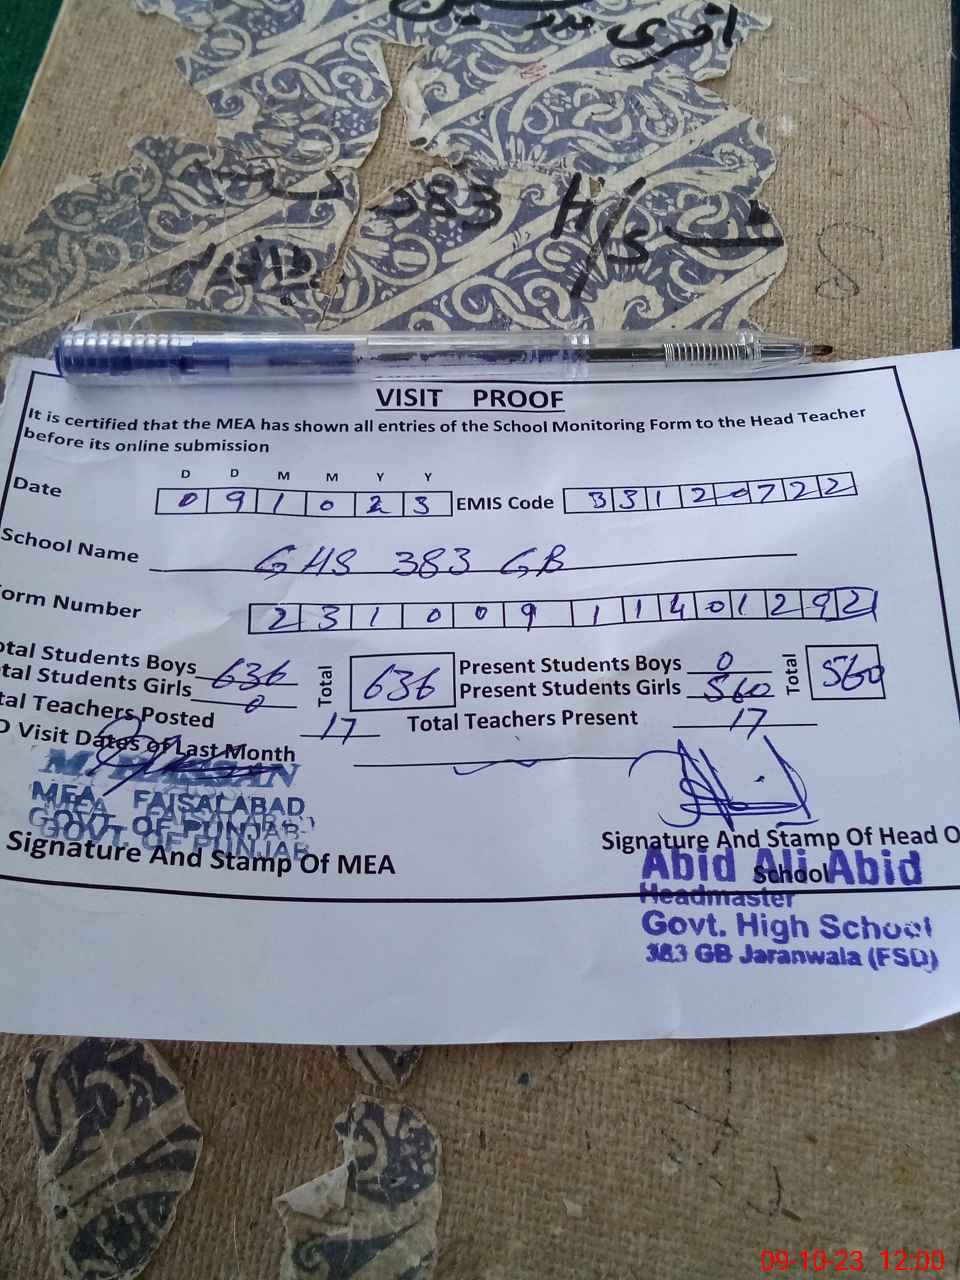 383 H/S
VISIT PROOF
It is certified that the MEA has shown all entries of the School Monitoring Form to the Head Teacher
before its online submission
D D M M Y Y
Date 0 9 1 0 2 3 EMIS Code 3 3 1 2 0 7 2 2
School Name GHS 383 GB
orm Number 2 3 1 0 0 9 1 1 4 0 1 2 9 2
otal Students Boys 636 Total 636 Present Students Boys 0 Total 560
otal Students Girls 0 Present Students Girls 560
tal Teachers Posted 17 Total Teachers Present 17
D Visit Dates of Last Month
MEA, FAISALABAD
GOVT OF PUNJAB
Signature And Stamp Of MEA
Signature And Stamp Of Head O
School
Abid Ali Abid
Headmaster
Govt. High School
383 GB Jaranwala (FSD)
09-10-23 12:00